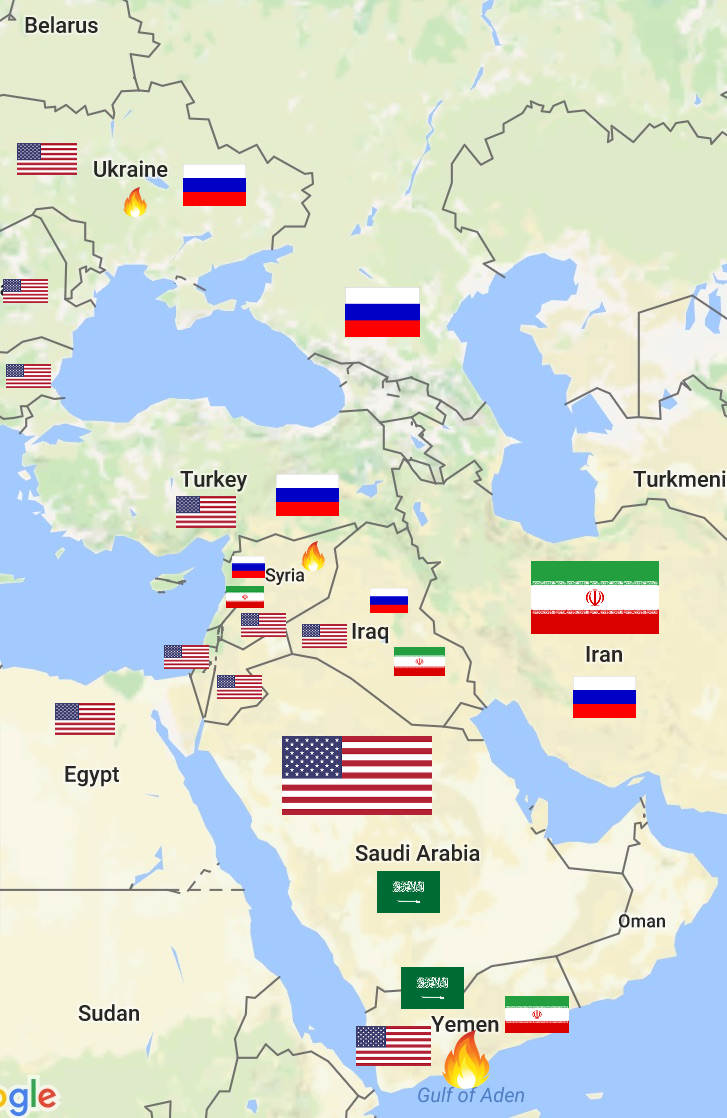 Belarus
Ukraine
Turkey
Turkmeni
Syria
Iraq
Iran
Egypt
Saudi Arabia
Oman
Sudan
Yemen
Gulf of Aden
ogle